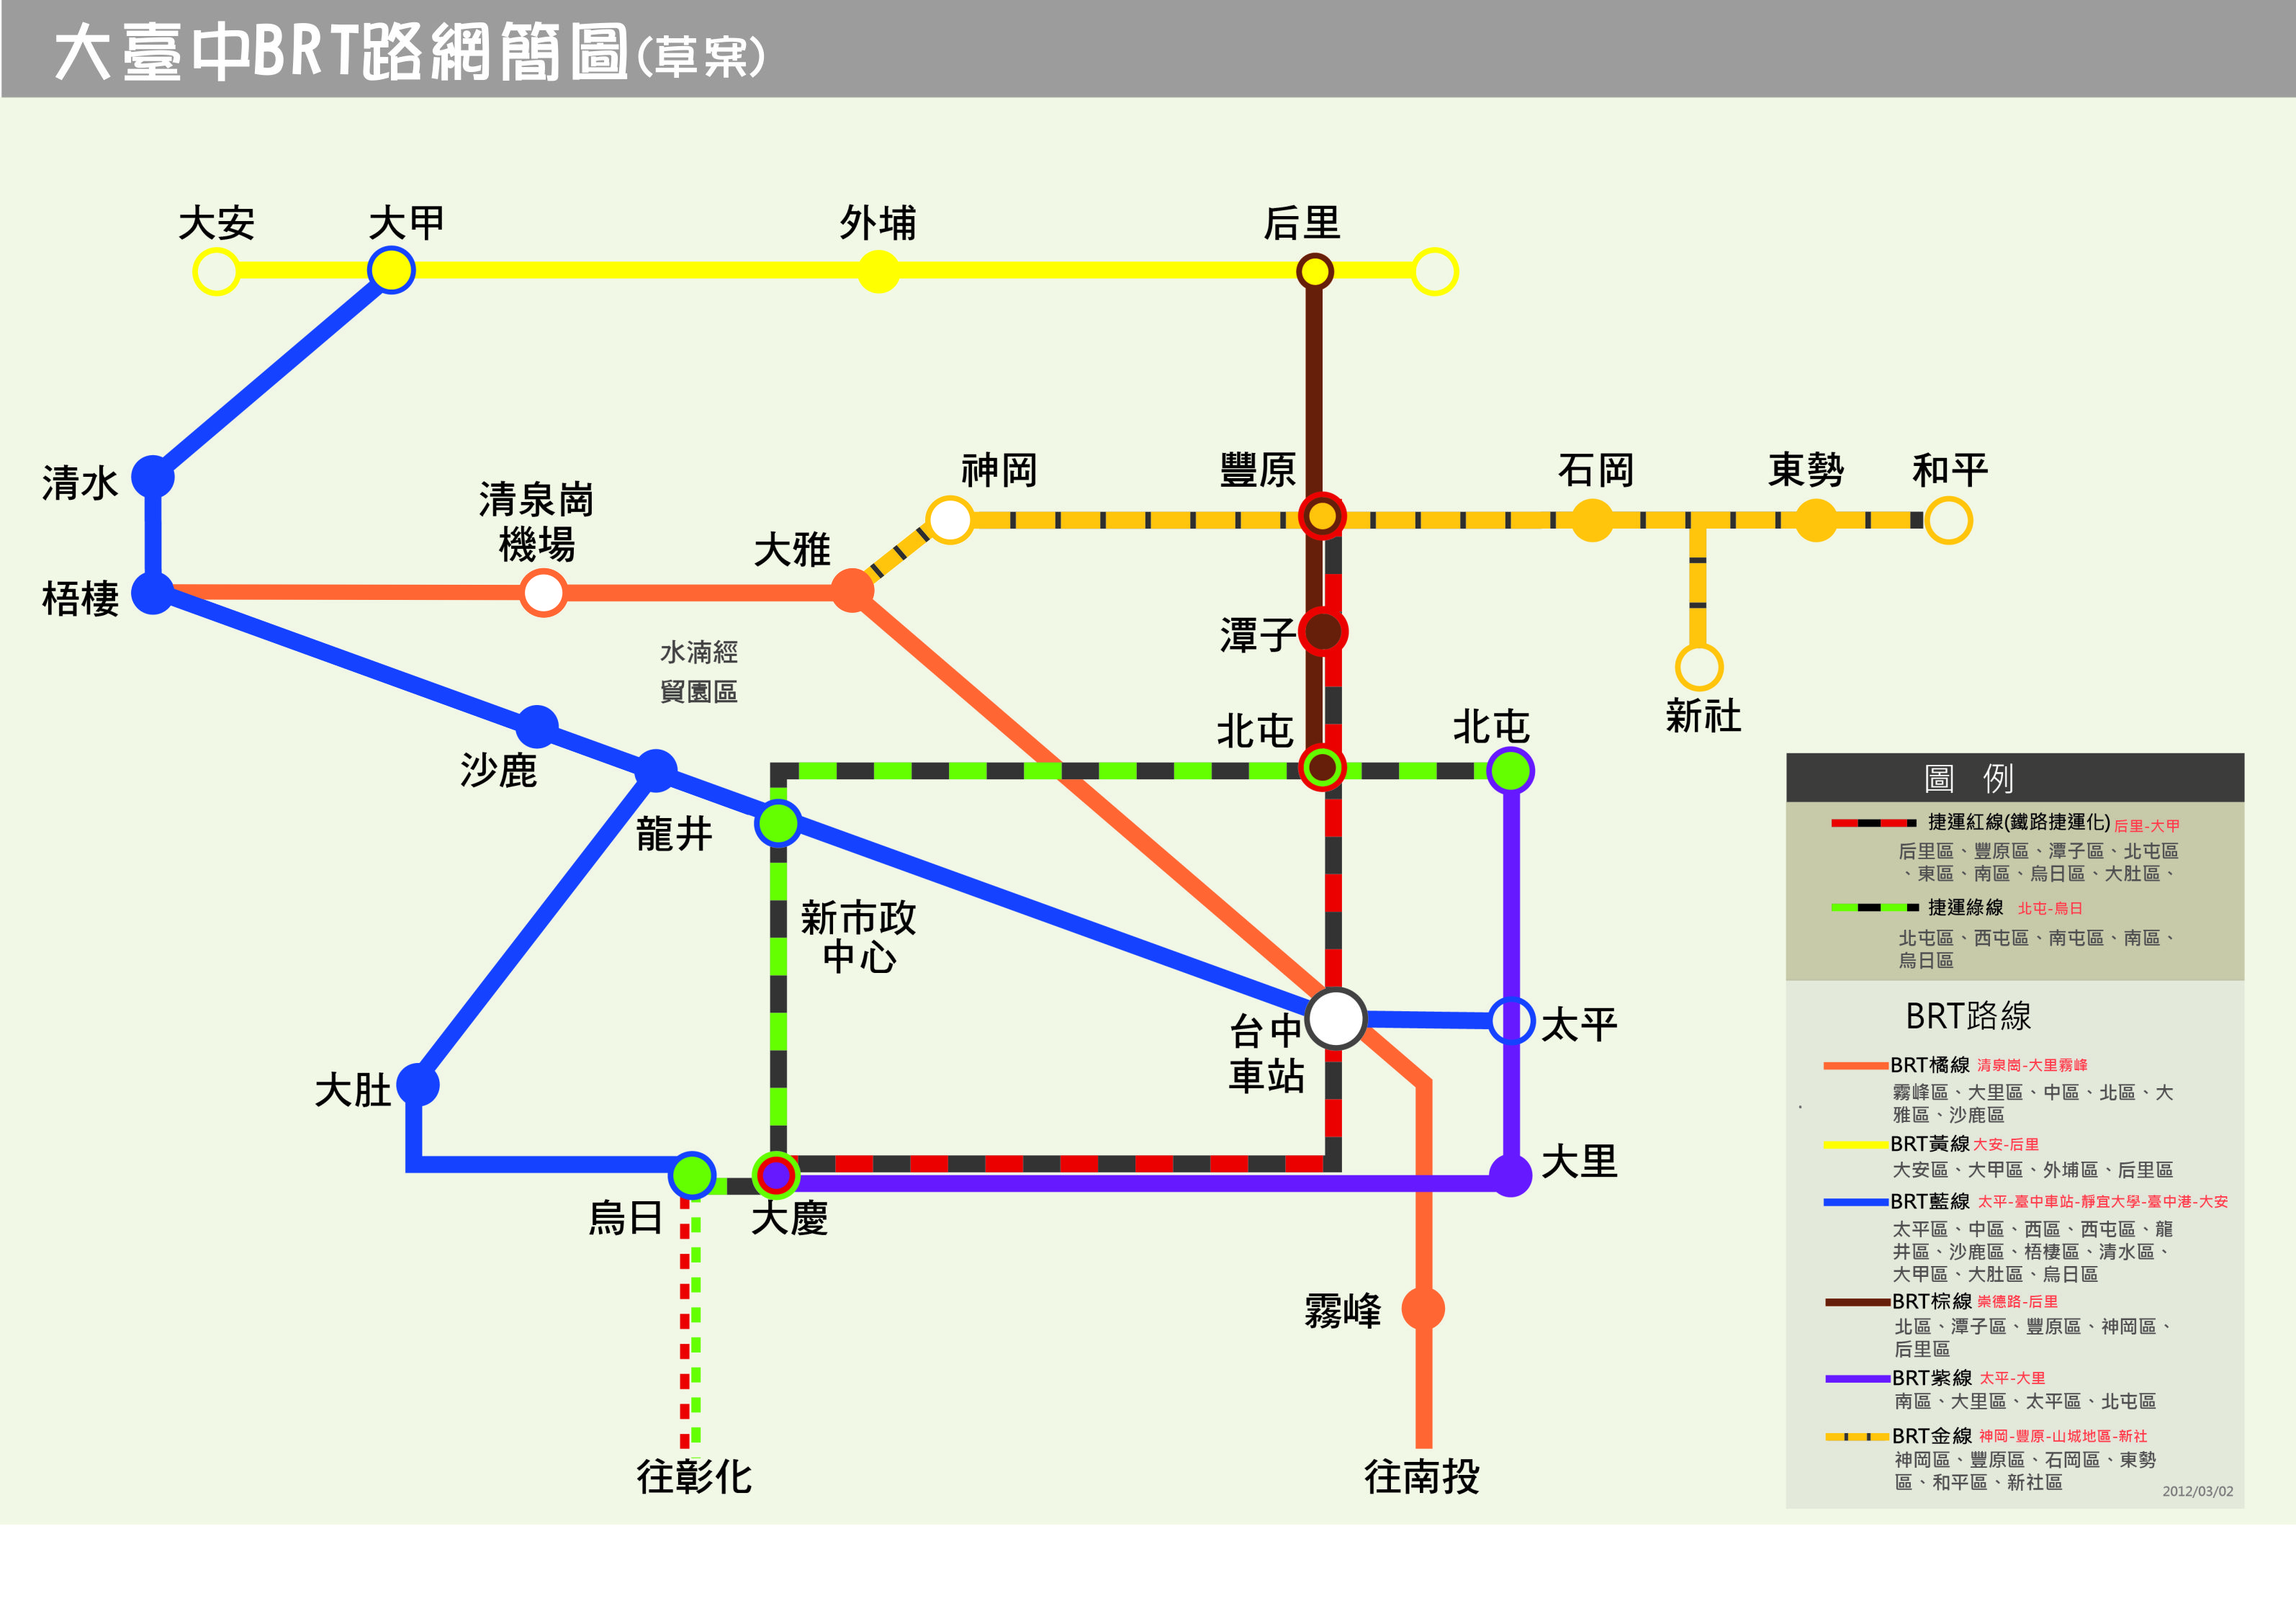 大臺中BRT路網簡圖(草案)
大安
大甲
外埔
后里
清水
清泉崗
機場
大雅
神岡
豐原
石岡
東勢
和平
梧棲
水湳經
貿園區
潭子
新社
沙鹿
龍井
北屯
北屯
新市政
中心
台中
車站
太平
大肚
大里
烏日
大慶
霧峰
往彰化
往南投
圖 例
捷運紅線(鐵路捷運化) 后里-大甲
后里區、豐原區、潭子區、北屯區
、東區、南區、烏日區、大肚區、
捷運綠線 北屯-烏日
北屯區、西屯區、南屯區、南區、
烏日區
BRT路線
BRT橘線 清泉崗-大里霧峰
霧峰區、大里區、中區、北區、大
雅區、沙鹿區
BRT黃線 大安-后里
大安區、大甲區、外埔區、后里區
BRT藍線 太平-臺中車站-靜宜大學-臺中港-大安
太平區、中區、西區、西屯區、龍
井區、沙鹿區、梧棲區、清水區、
大甲區、大肚區、烏日區
BRT棕線 崇德路-后里
北區、潭子區、豐原區、神岡區、
后里區
BRT紫線 太平-大里
南區、大里區、太平區、北屯區
BRT金線 神岡-豐原-山城地區-新社
神岡區、豐原區、石岡區、東勢
區、和平區、新社區
2012/03/02